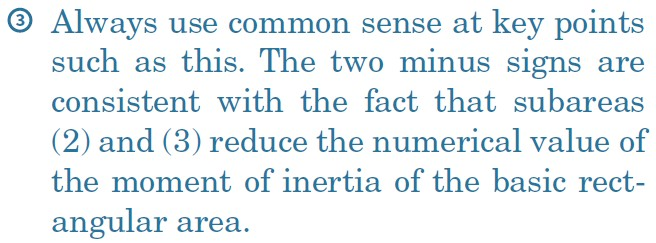 ③ Always use common sense at key points
such as this. The two minus signs are
consistent with the fact that subareas
(2) and (3) reduce the numerical value of
the moment of inertia of the basic rect-
angular area.